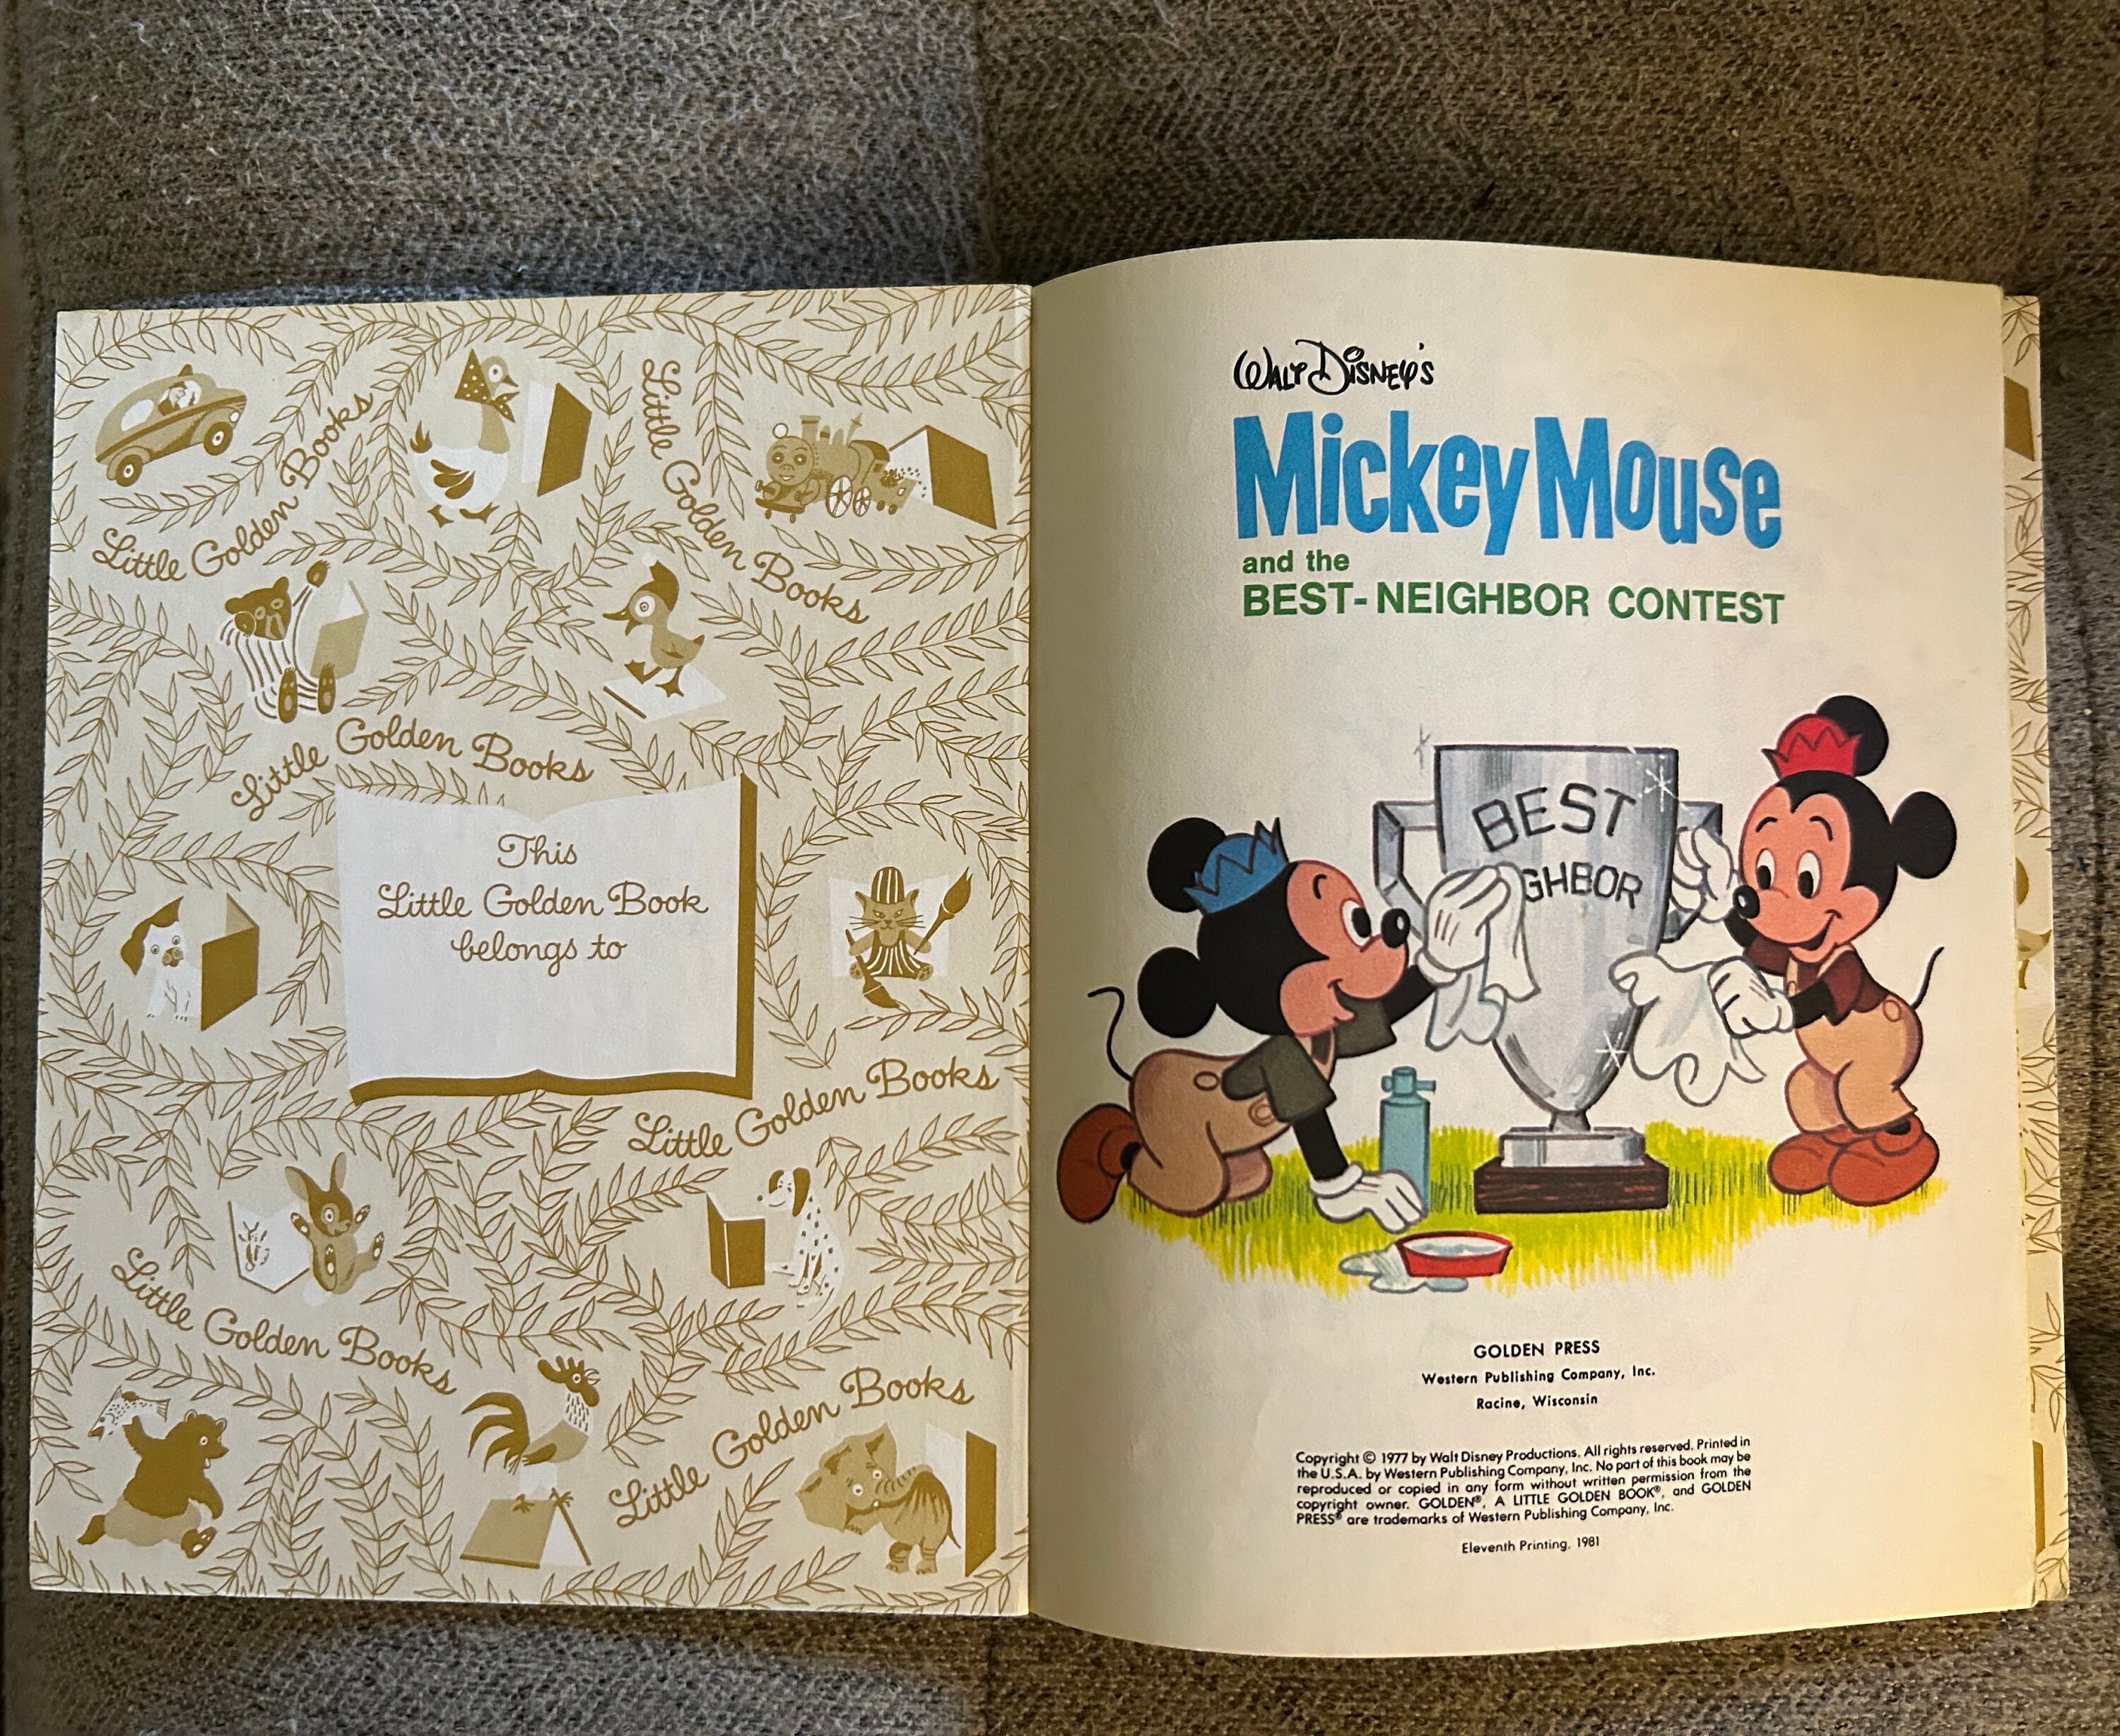 Little Golden Books
Little Golden Books
Little Golden Books
This
Little Golden Book
belongs to
Little Golden Books
Little Golden Books
Little Golden Books
WALT DISNEY'S
Mickey Mouse
and the
BEST-NEIGHBOR CONTEST
BEST
GHBOR
GOLDEN PRESS
Western Publishing Company, Inc.
Racine, Wisconsin
Copyright © 1977 by Walt Disney Productions. All rights reserved. Printed in
the U.S.A. by Western Publishing Company, Inc. No part of this book may be
reproduced or copied in any form without written permission from the
copyright owner. GOLDEN®, A LITTLE GOLDEN BOOK®, and GOLDEN
PRESS® are trademarks of Western Publishing Company, Inc.
Eleventh Printing, 1981